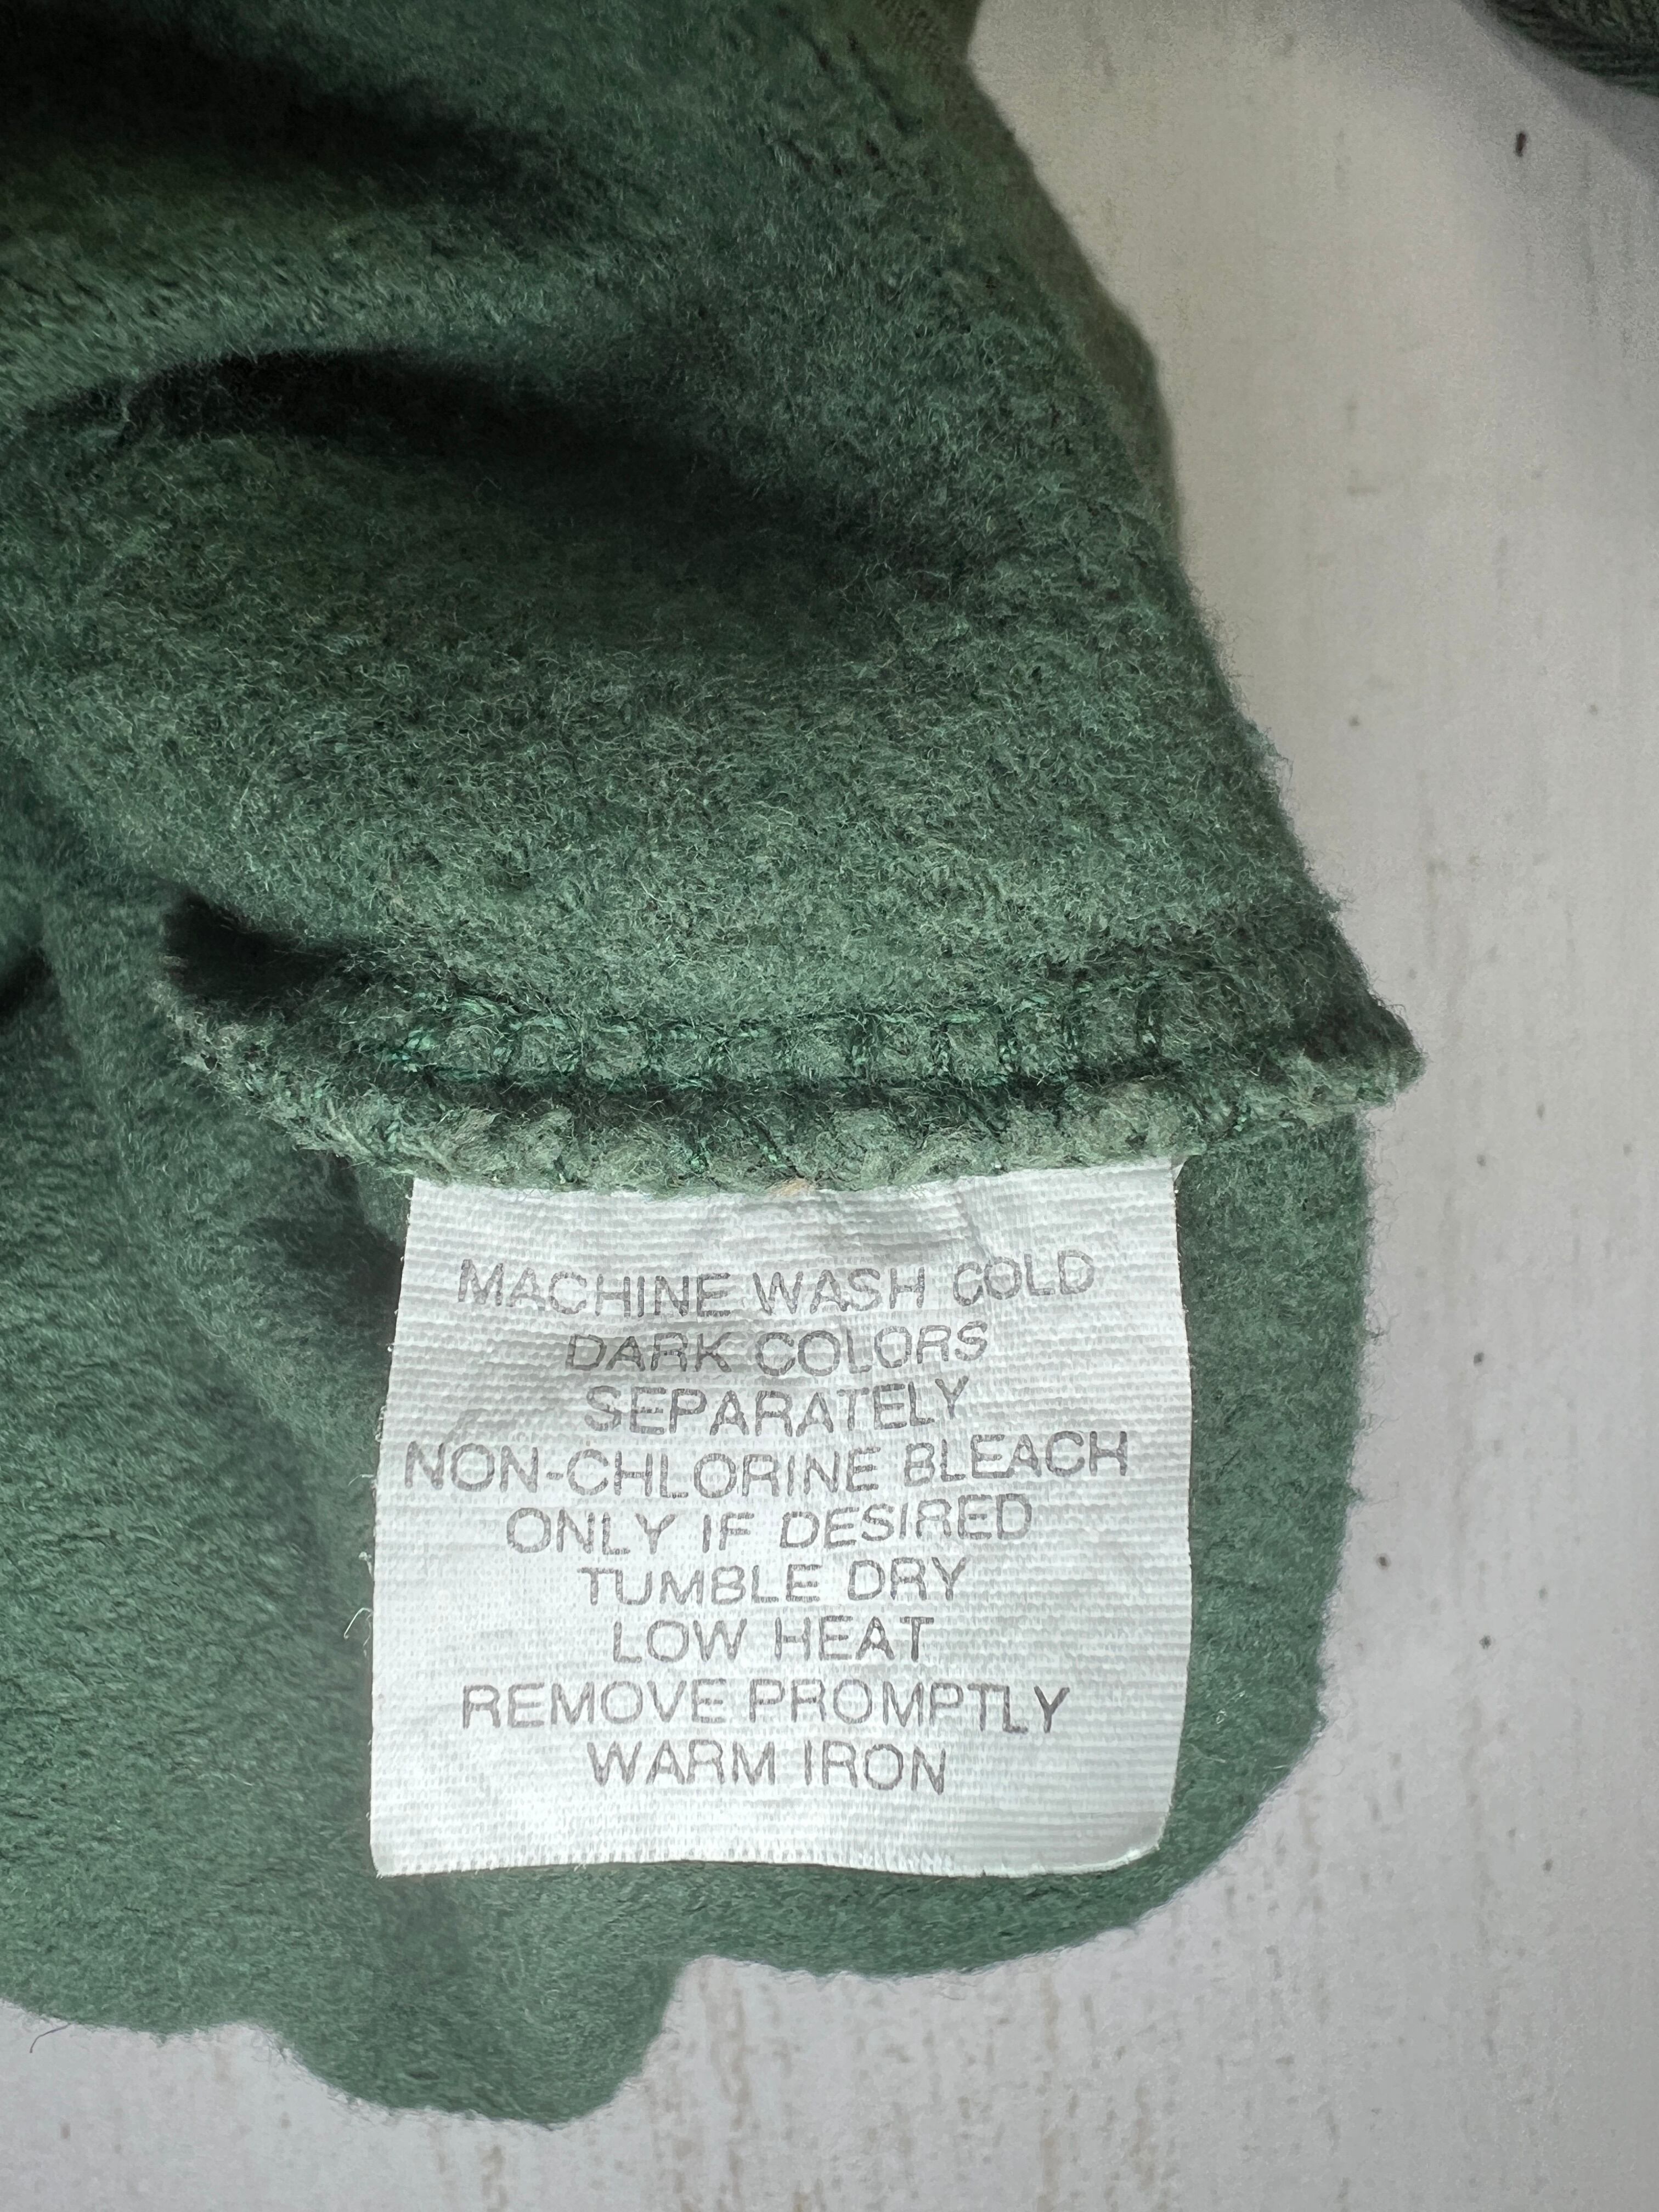 MACHINE WASH COLD
DARK COLORS
SEPARATELY
NON-CHLORINE BLEACH
ONLY IF DESIRED
TUMBLE DRY
LOW HEAT
REMOVE PROMPTLY
WARM IRON